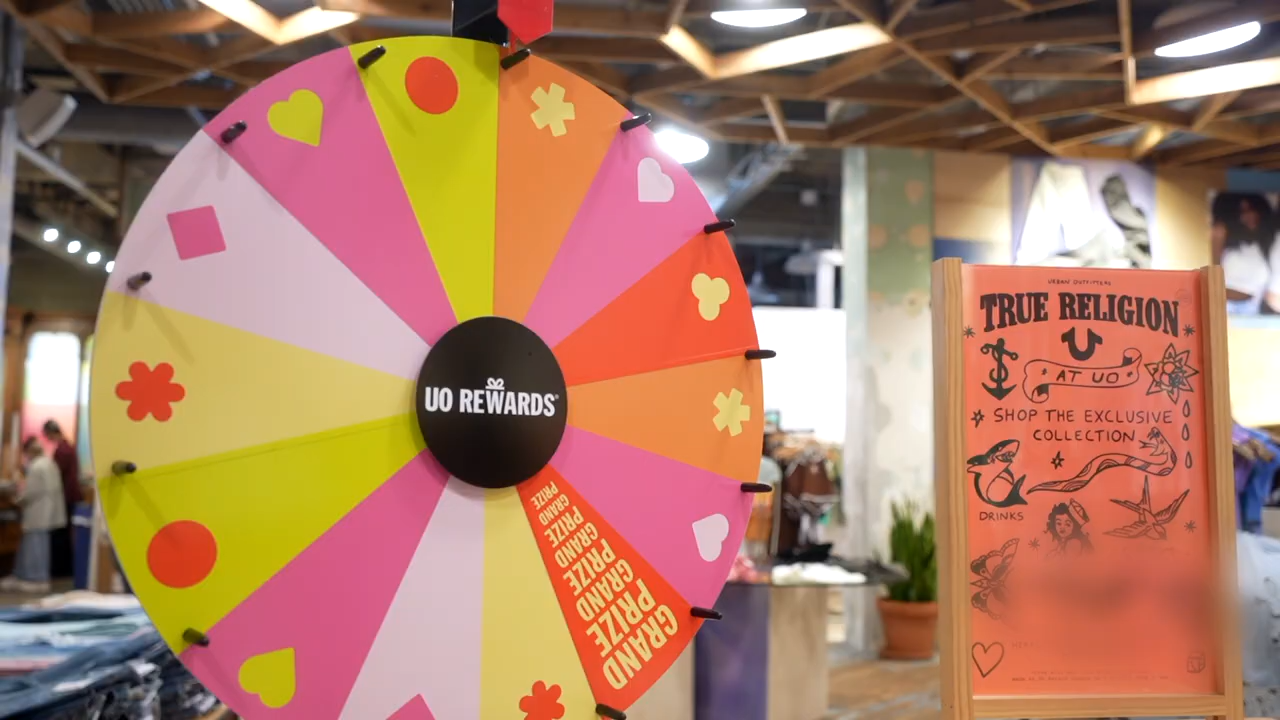 UO REWARDS
GRAND
PRIZE
GRAND
PRIZE
GRAND
PRIZE
GRAND
PRIZE
GRAND
URBAN OUTFITTERS
TRUE RELIGION
AT UO
SHOP THE EXCLUSIVE
COLLECTION
DRINKS